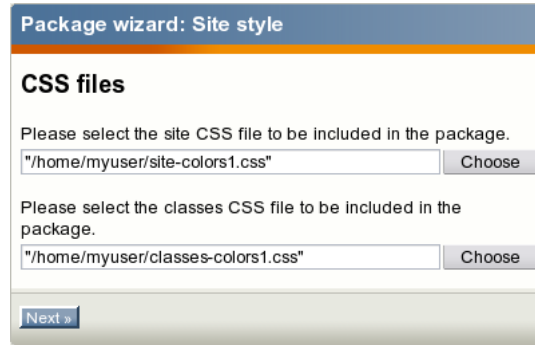 Package wizard: Site style
CSS files
Please select the site CSS file to be included in the package.
"/home/myuser/site-colors1.css" Choose
Please select the classes CSS file to be included in the
package.
"/home/myuser/classes-colors1.css" Choose
Next »